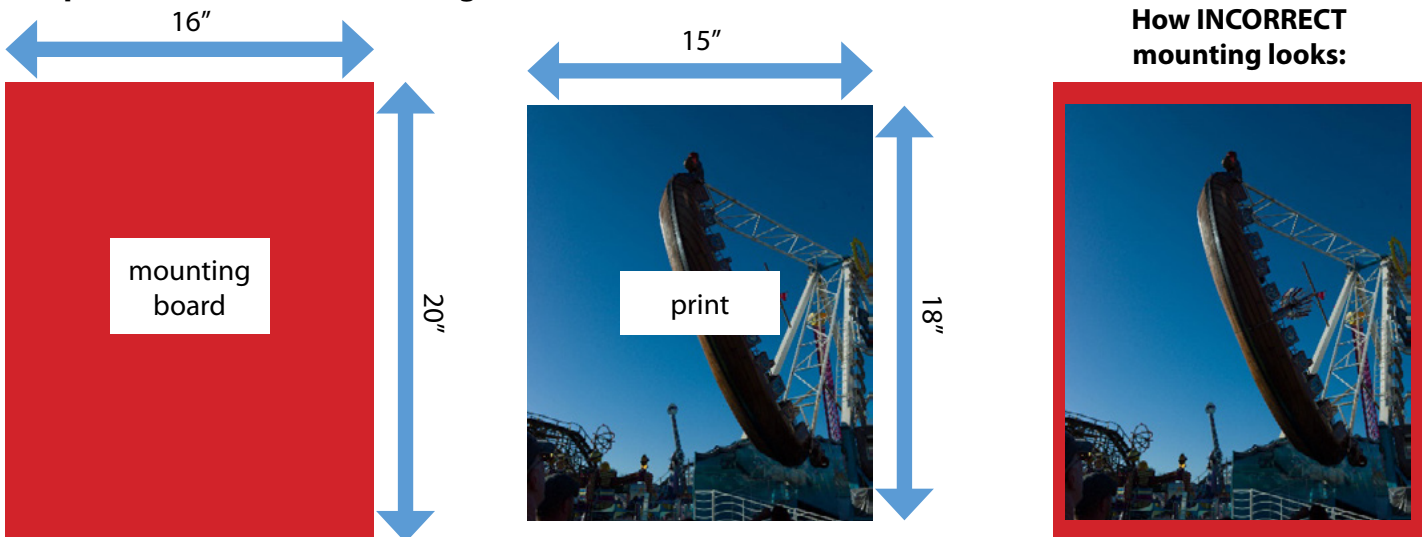 16″
15″
How INCORRECT
mounting looks:
mounting
board
20″
print
18″